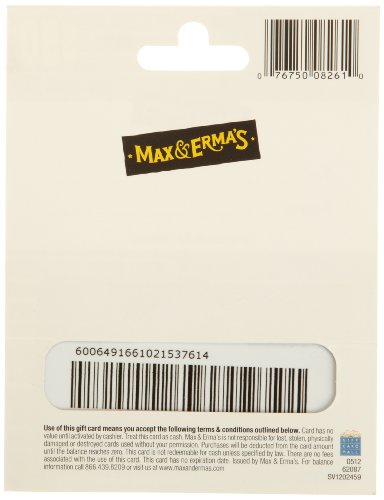 0 76750 08261 0
MAX & ERMA'S
6006491661021537614
Use of this gift card means you accept the following terms & conditions outlined below. Card has no
value until activated by cashier. Treat this card as cash. Max & Erma's is not responsible for lost, stolen, physically
damaged or destroyed cards used without your permission. Purchases will be deducted from the card amount
until the balance reaches zero. This card is not redeemable for cash unless specified by law. There are no fees
associated with the use of this card. This card has no expiration date. Issued by Max & Erma's. For balance
information call 866.439.8209 or visit us at www.maxandermas.com.
0512
62087
SV1202459